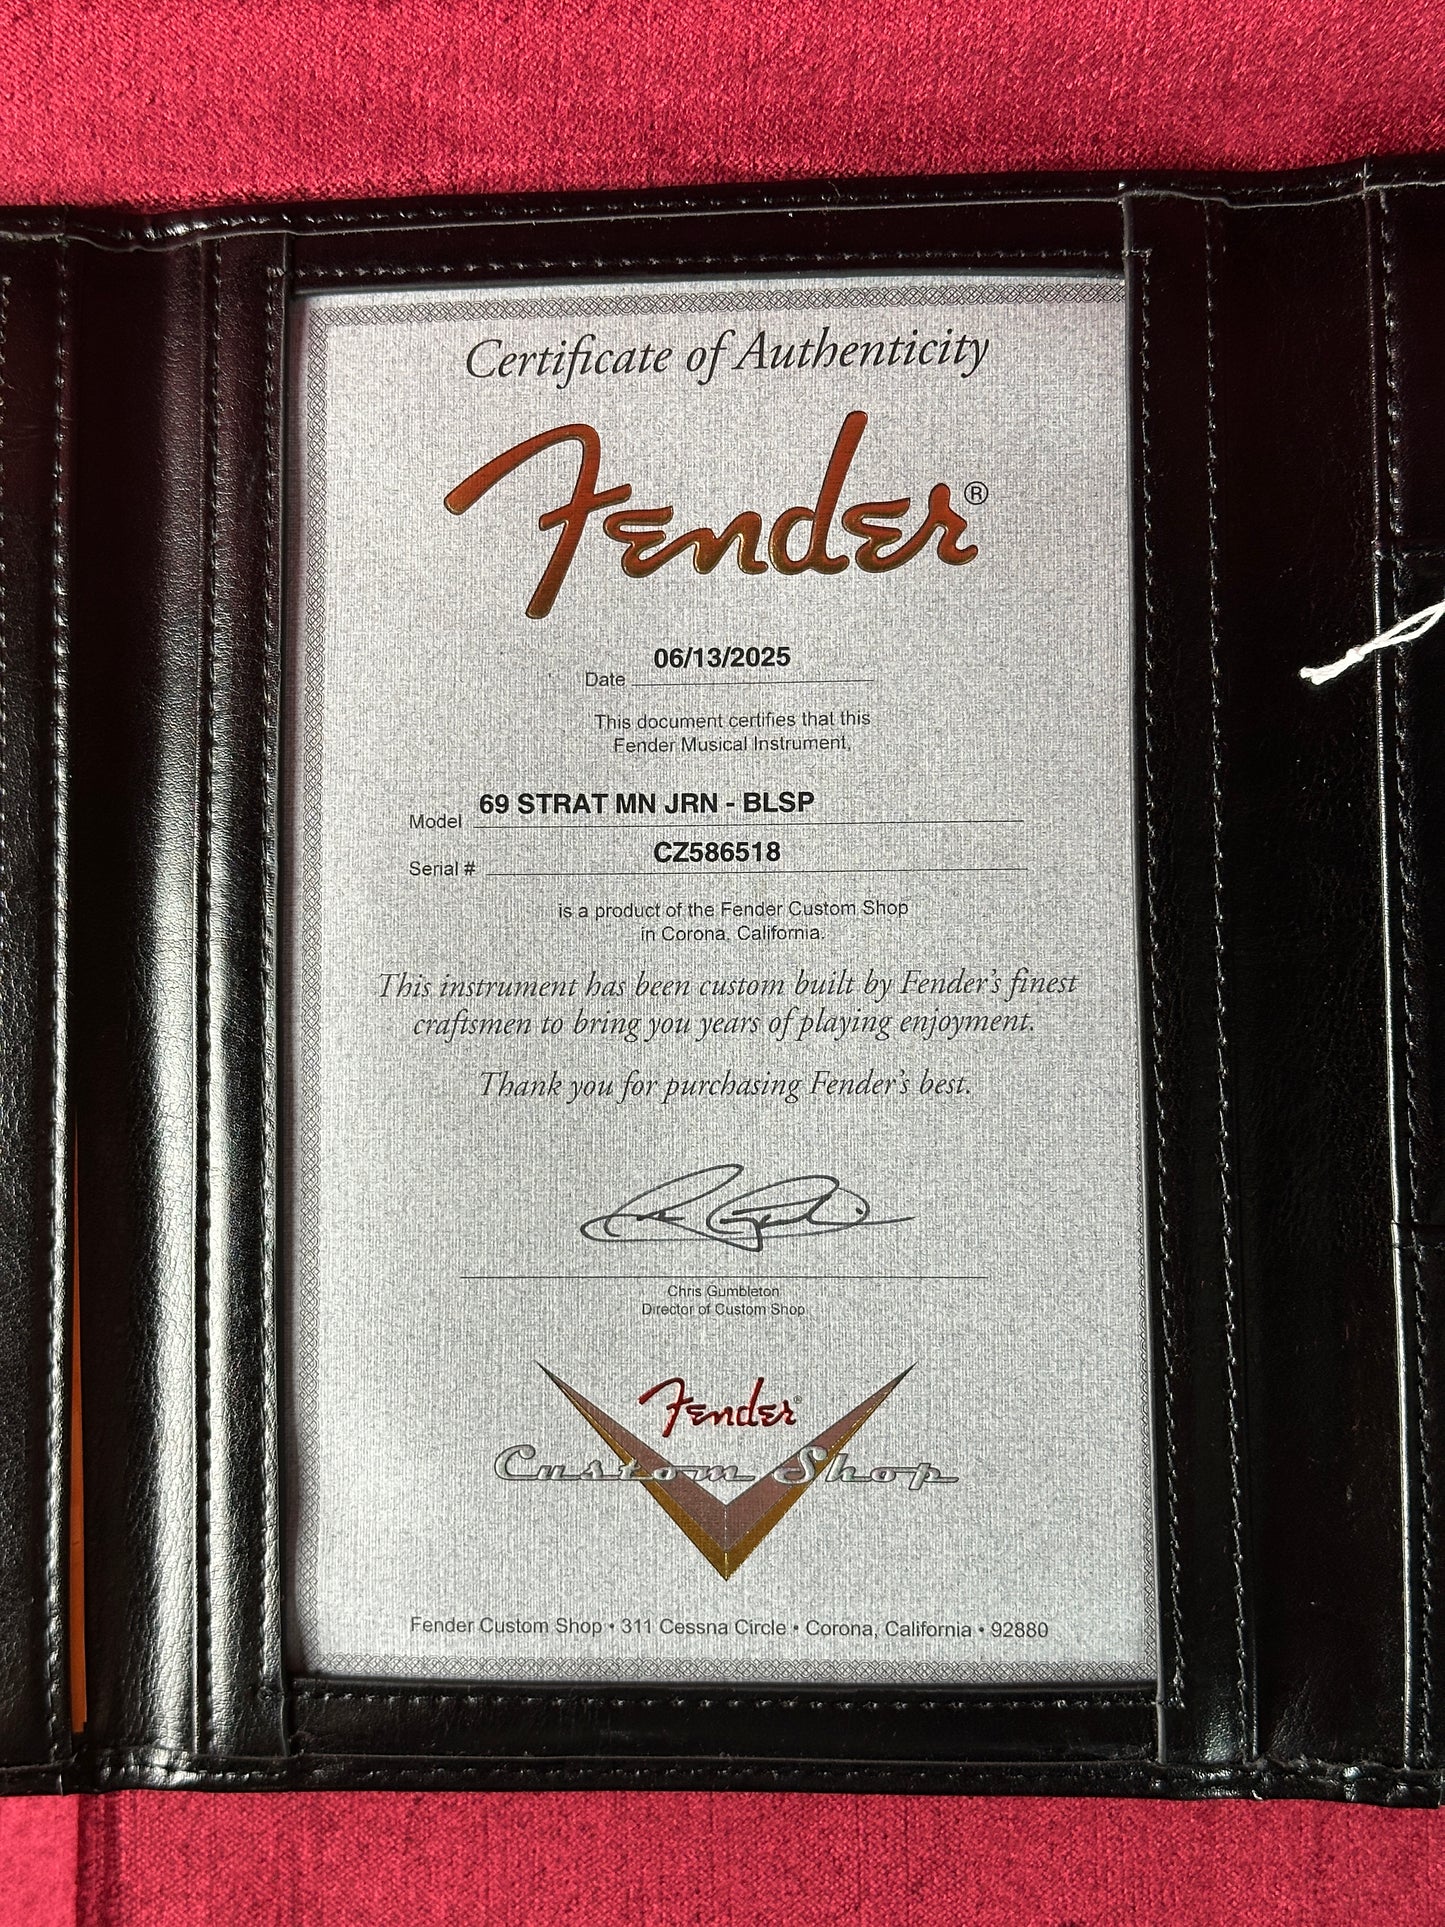 Certificate of Authenticity
Fender®
06/13/2025
Date
This document certifies that this
Fender Musical Instrument,
69 STRAT MN JRN - BLSP
Model
CZ586518
Serial #
is a product of the Fender Custom Shop
in Corona, California.
This instrument has been custom built by Fender's finest
craftsmen to bring you years of playing enjoyment.
Thank you for purchasing Fender's best.
Chris Gumbleton
Director of Custom Shop
Fender®
Custom Shop
Fender Custom Shop • 311 Cessna Circle • Corona, California • 92880